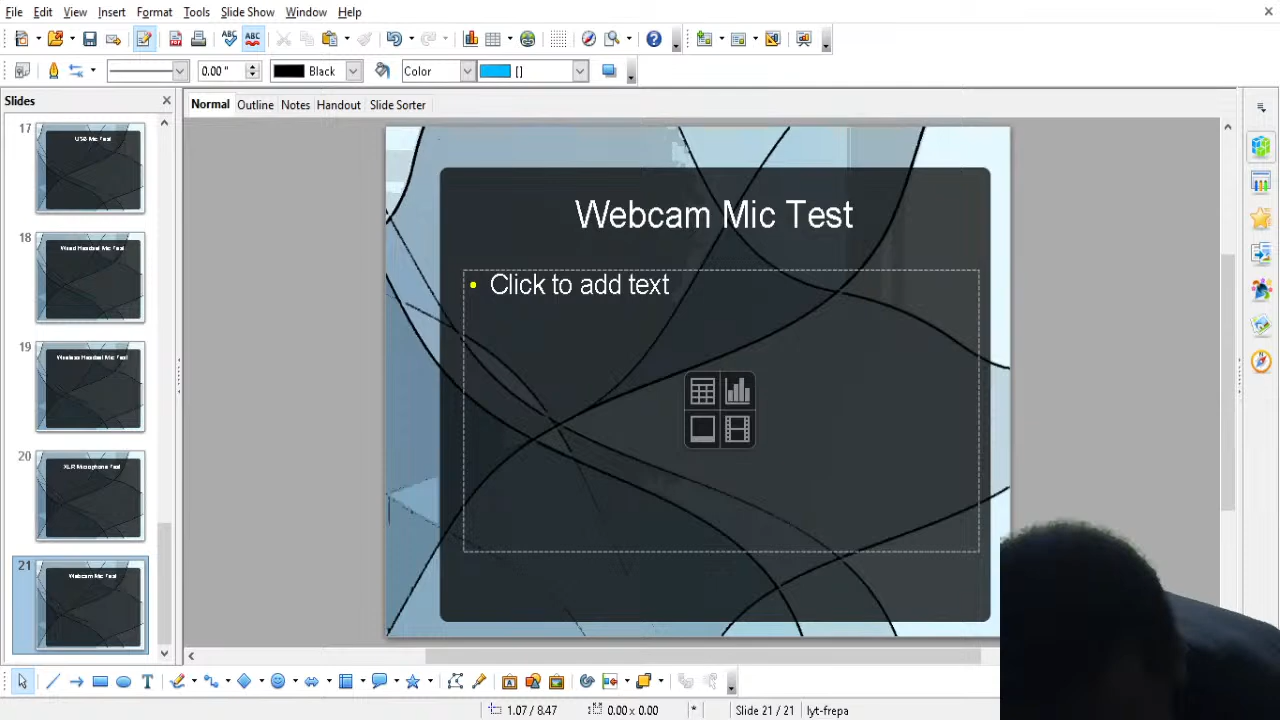 File Edit View Insert Format Tools Slide Show Window Help
0.00 " Black Color []
Slides
Normal Outline Notes Handout Slide Sorter
17
USB Mic Test
18
Wired Headset Mic Test
19
Wireless Headset Mic Test
20
XLR Microphone Test
21
Webcam Mic Test
Webcam Mic Test
• Click to add text
1.07 / 8.47 0.00 x 0.00 * Slide 21 / 21 lyt-frepa